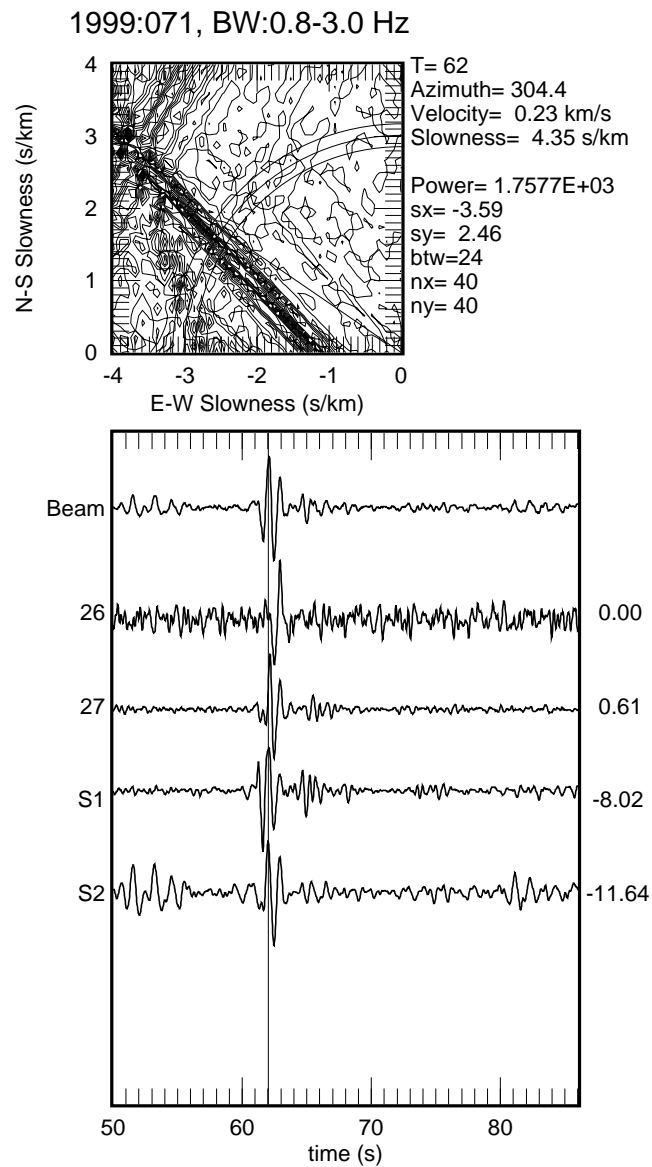 1999:071, BW:0.8-3.0 Hz
T= 62
Azimuth= 304.4
Velocity= 0.23 km/s
Slowness= 4.35 s/km
Power= 1.7577E+03
sx= -3.59
sy= 2.46
btw=24
nx= 40
ny= 40
N-S Slowness (s/km)
4
3
2
1
0
-4 -3 -2 -1 0
E-W Slowness (s/km)
Beam
26 0.00
27 0.61
S1 -8.02
S2 -11.64
50 60 70 80
time (s)